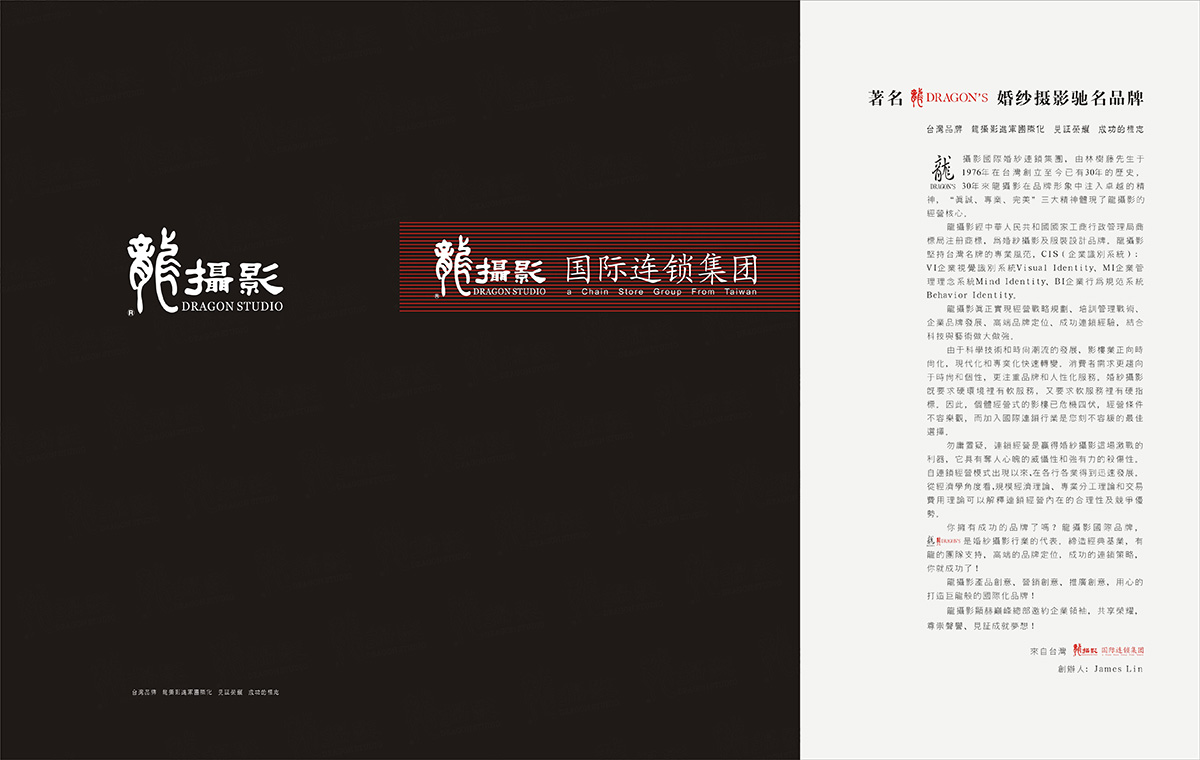 龍攝影
DRAGON STUDIO
龍攝影
DRAGON STUDIO
国际连锁集团
a Chain Store Group From Taiwan
台灣品牌 龍攝影進軍國際化 見証榮耀 成功的指定
著名龍DRAGON'S 婚纱摄影驰名品牌
台灣品牌 龍攝影進軍國際化 見証榮耀 成功的指定
龍
DRAGON'S
攝影國際婚紗連鎖集團，由林樹藤先生于
1976年在台灣創立至今已有30年的歷史，
30年來龍攝影在品牌形象中注入卓越的精
神，“真誠、專業、完美”三大精神體現了龍攝影的
經營核心。
龍攝影經中華人民共和國國家工商行政管理局商
標局注册商標，爲婚紗攝影及服裝設計品牌。龍攝影
堅持台灣名牌的專業風范，CIS（企業識別系統）；
VI企業視覺識別系統Visual Identity，MI企業管
理理念系統Mind Identity，BI企行爲規范系統
Behavior Identity。
龍攝影真正實現經營戰略規劃、培訓管理戰術、
企業品牌發展、高端品牌定位、成功連鎖經驗，結合
科技與藝術做大做強。
由于科學技術和時尚潮流的發展，影樓業正向時
尚化，現代化和專業化快速轉變。消費者需求更趨向
于時尚和個性，更注重品牌和人性化服務。婚紗攝影
既要求硬環境裡有軟服務，又要求軟服務裡有硬指
標。因此，個體經營式的影樓已危機四伏，經營條件
不容樂觀，而加入國際連鎖行業是您刻不容緩的最佳
選擇。
勿庸置疑，連鎖經營是贏得婚紗攝影這場激戰的
利器，它具有奪人心魄的威懾性和強有力的殺傷性。
自連鎖經營模式出現以來，在各行各業得到迅速發展。
從經濟學角度看，規模經濟理論、專業分工理論和交易
費用理論可以解釋連鎖經營內在的合理性及競爭優
勢。
你擁有成功的品牌了嗎？龍攝影國際品牌，
龍DRAGON'S是婚紗攝影行業的代表，締造經典基業，有
龍的團隊支持，高端的品牌定位，成功的連鎖策略，
你就成功了！
龍攝影產品創意、營銷創意、推廣創意，用心的
打造巨龍般的國際化品牌！
龍攝影顯赫巔峰總部邀約企業領袖，共享榮耀，
尊崇聲譽，見証成就夢想！
來自台灣 龍攝影 国际连锁集团
創辦人：James Lin